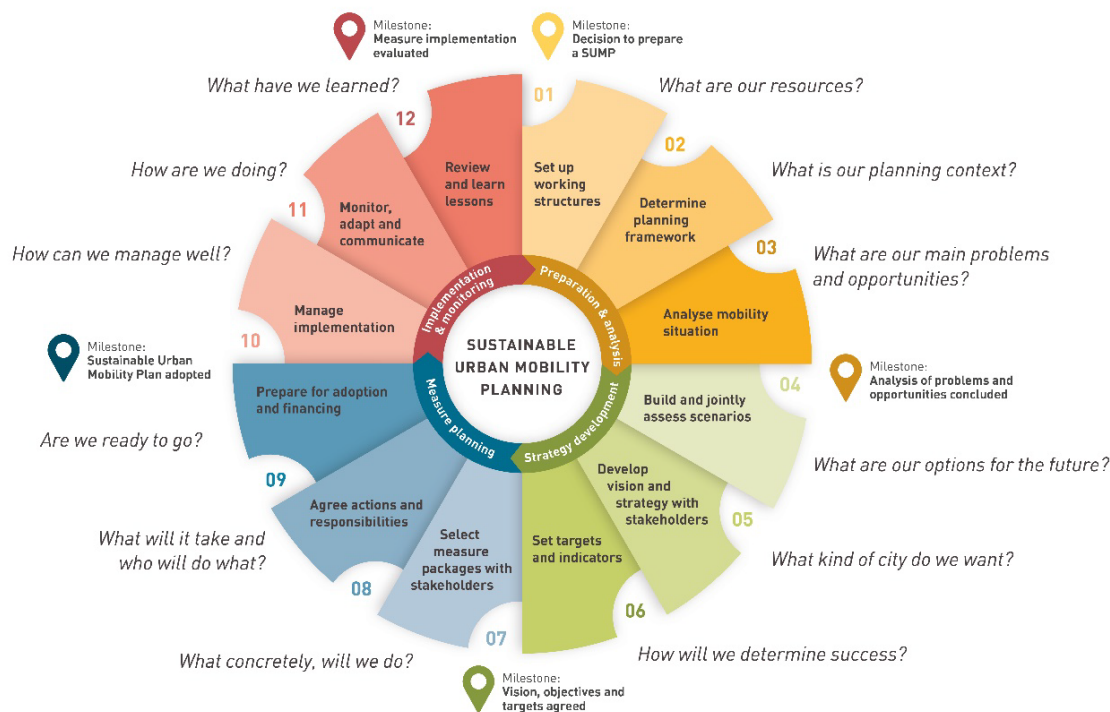 Milestone:
Measure implementation
evaluated
Milestone:
Decision to prepare
a SUMP
What have we learned?
What are our resources?
12
01
02
Review
and learn
lessons
Set up
working
structures
How are we doing?
What is our planning context?
11
Monitor,
adapt and
communicate
Determine
planning
framework
03
How can we manage well?
What are our main problems
and opportunities?
10
Manage
implementation
Analyse mobility
situation
Implementation
& monitoring
Preparation & analysis
SUSTAINABLE
URBAN MOBILITY
PLANNING
Measure planning
Strategy development
Milestone:
Sustainable Urban
Mobility Plan adopted
Milestone:
Analysis of problems and
opportunities concluded
Prepare for adoption
and financing
04
Build and jointly
assess scenarios
Are we ready to go?
What are our options for the future?
09
Agree actions and
responsibilities
Develop
vision and
strategy with
stakeholders
05
What will it take and
who will do what?
What kind of city do we want?
08
Select
measure
packages with
stakeholders
Set targets
and indicators
06
07
What concretely, will we do?
How will we determine success?
Milestone:
Vision, objectives and
targets agreed